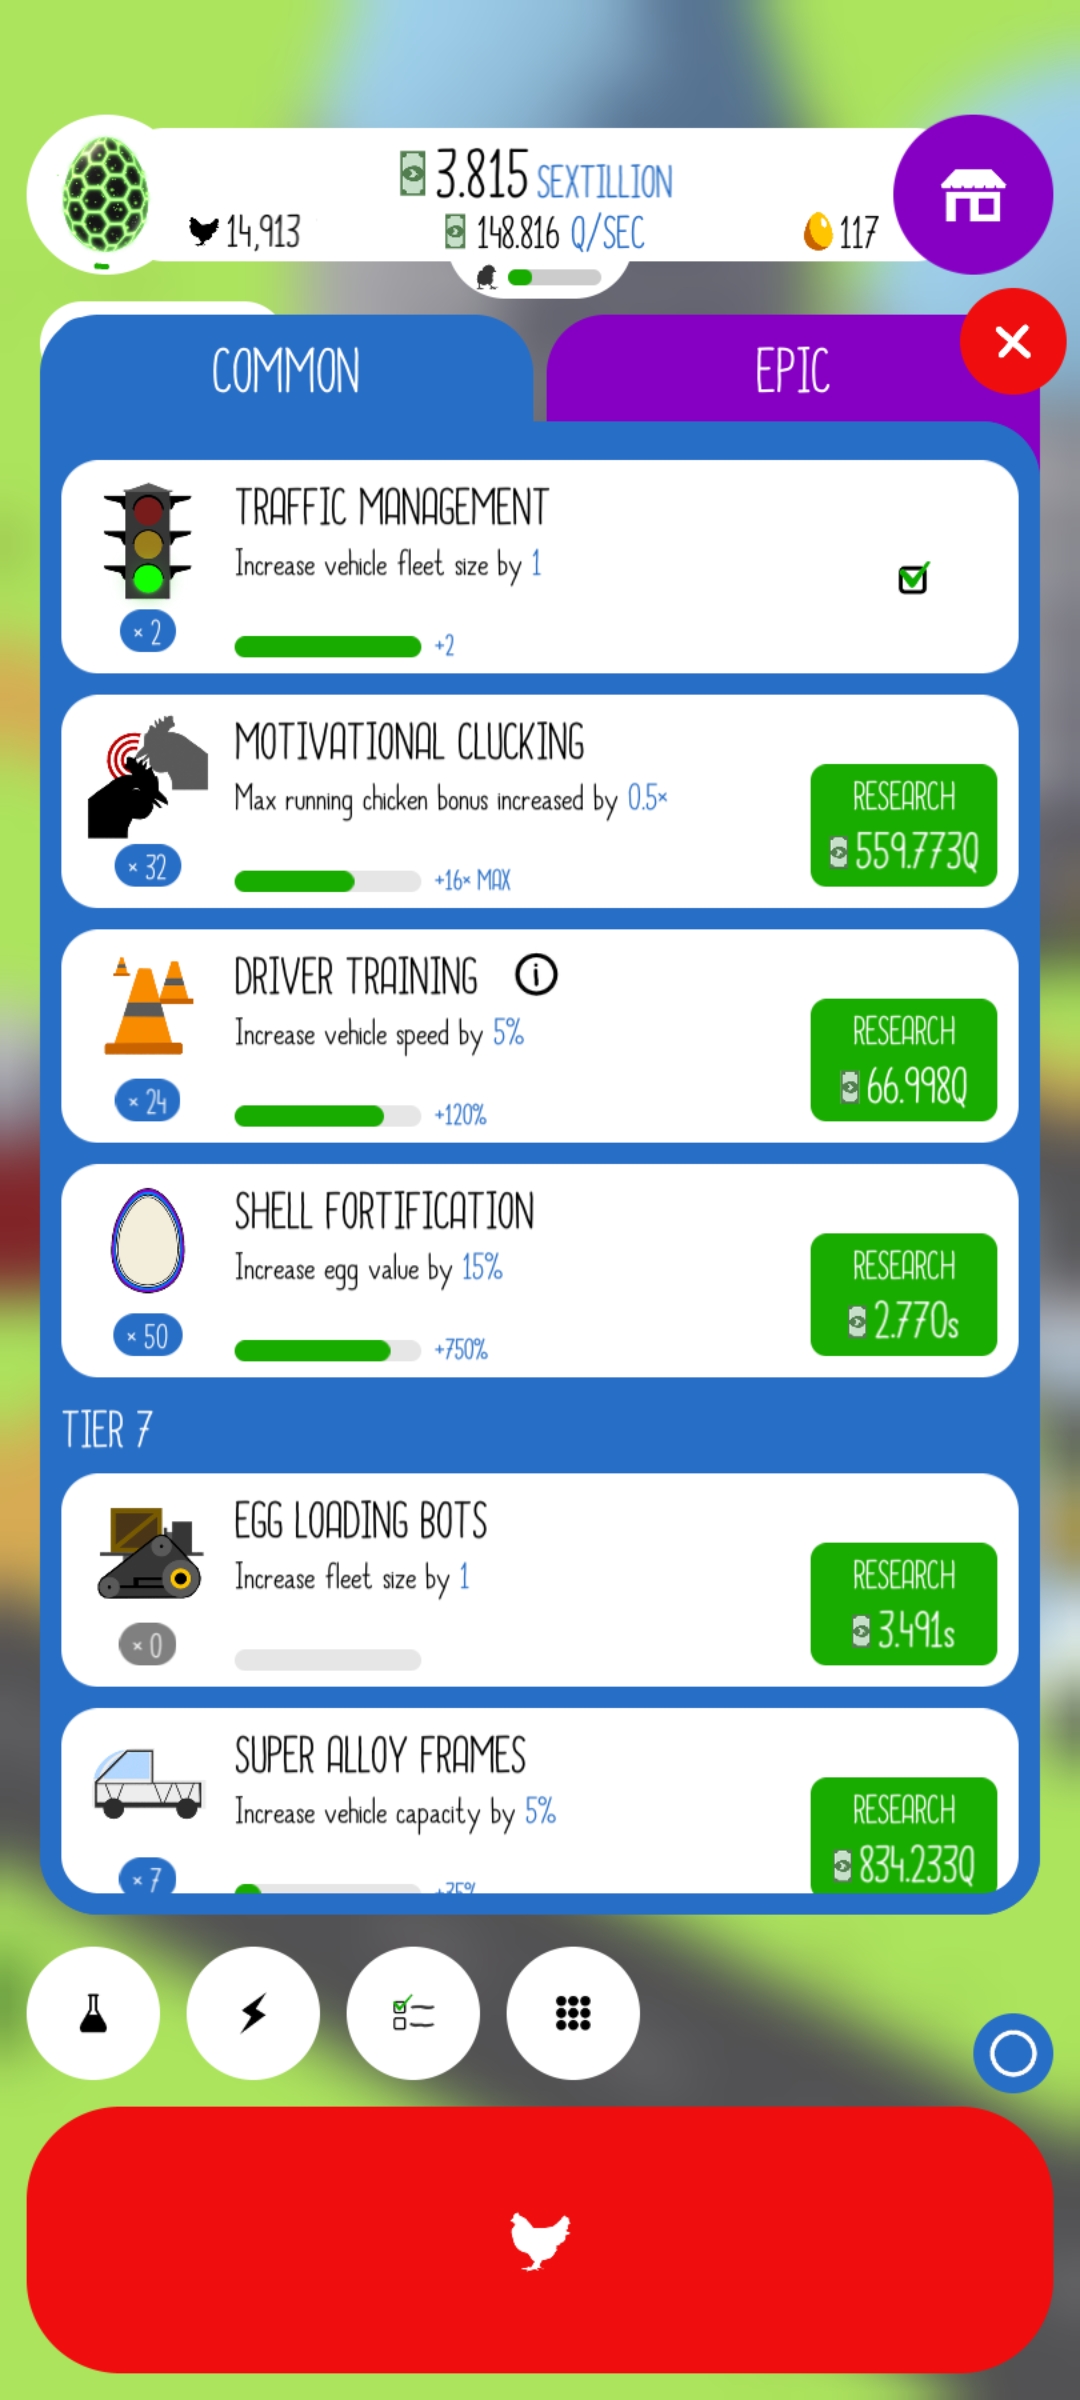 3.815 SEXTILLION
14,913
148.816 Q/SEC
117
COMMON
EPIC
TRAFFIC MANAGEMENT
Increase vehicle fleet size by 1
× 2
+2
MOTIVATIONAL CLUCKING
Max running chicken bonus increased by 0.5×
RESEARCH
559.773Q
× 32
+16× MAX
DRIVER TRAINING i
Increase vehicle speed by 5%
RESEARCH
66.998Q
× 24
+120%
SHELL FORTIFICATION
Increase egg value by 15%
RESEARCH
2.770s
× 50
+750%
TIER 7
EGG LOADING BOTS
Increase fleet size by 1
RESEARCH
3.491s
× 0
SUPER ALLOY FRAMES
Increase vehicle capacity by 5%
RESEARCH
834.233Q
× 7
+35%